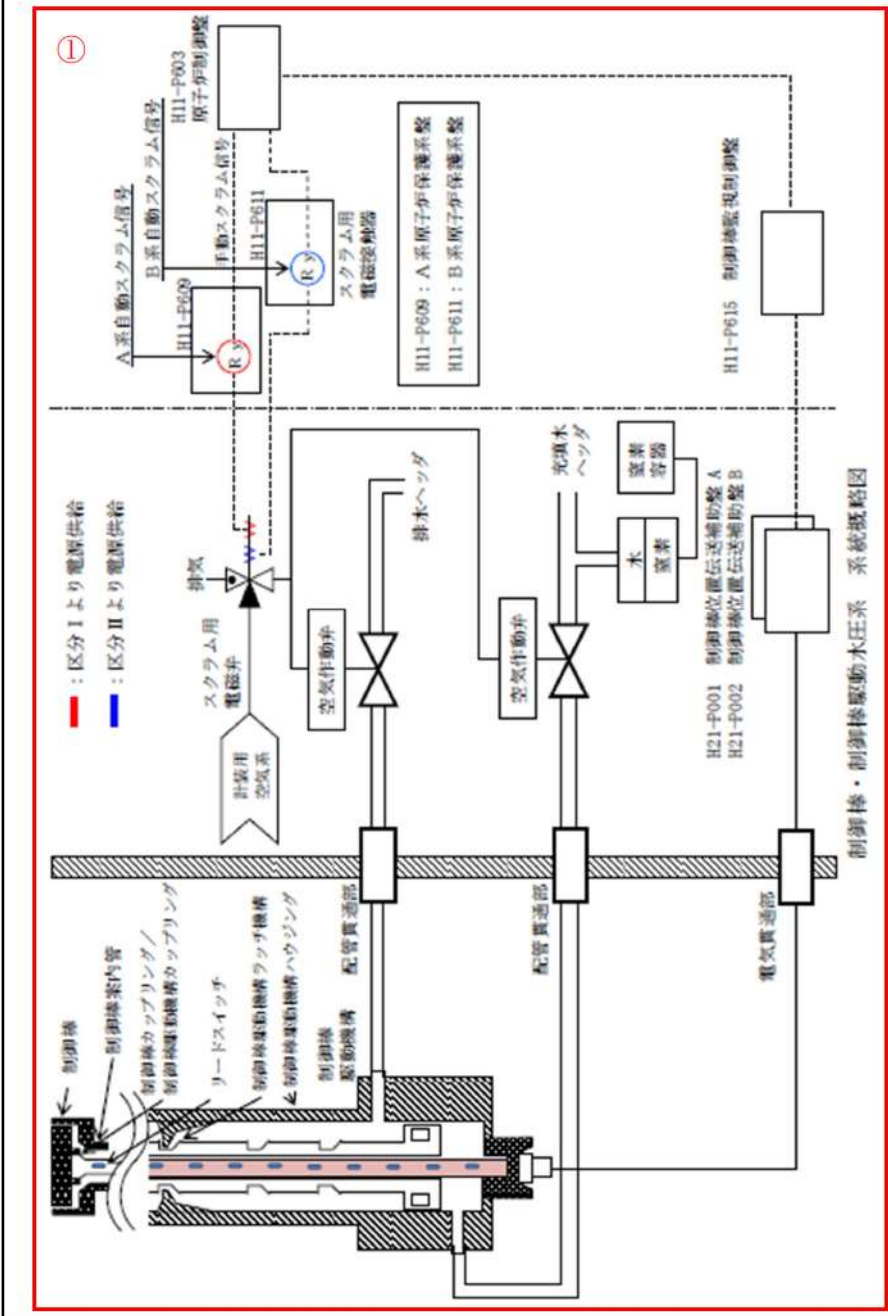 ①
A系自動スクラム信号
B系自動スクラム信号
手動スクラム信号
H11-P603
原子炉制御盤
H11-P609
H11-P611
Ry
Ry
スクラム用
電磁接触器
H11-P609：A系原子炉保護系盤
H11-P611：B系原子炉保護系盤
H11-P615 制御棒監視制御盤
：区分Ⅰより電源供給
：区分Ⅱより電源供給
排気
スクラム用
電磁弁
計装用
空気系
空気作動弁
排水ヘッダ
空気作動弁
充填水
ヘッダ
水
窒素
窒素
容器
H21-P001 制御棒位置伝送補助盤A
H21-P002 制御棒位置伝送補助盤B
制御棒
制御棒案内管
制御棒カップリング／
制御棒駆動機構カップリング
リードスイッチ
制御棒駆動機構ラッチ機構
制御棒駆動機構ハウジング
制御棒
駆動機構
配管貫通部
配管貫通部
電気貫通部
制御棒・制御棒駆動水圧系 系統概略図